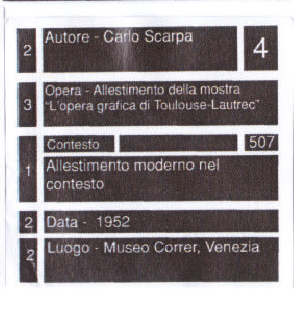 2 Autore - Carlo Scarpa 4
3 Opera - Allestimento della mostra
"L'opera grafica di Toulouse-Lautrec"
Contesto 507
1 Allestimento moderno nel
contesto
2 Data - 1952
2 Luogo - Museo Correr, Venezia